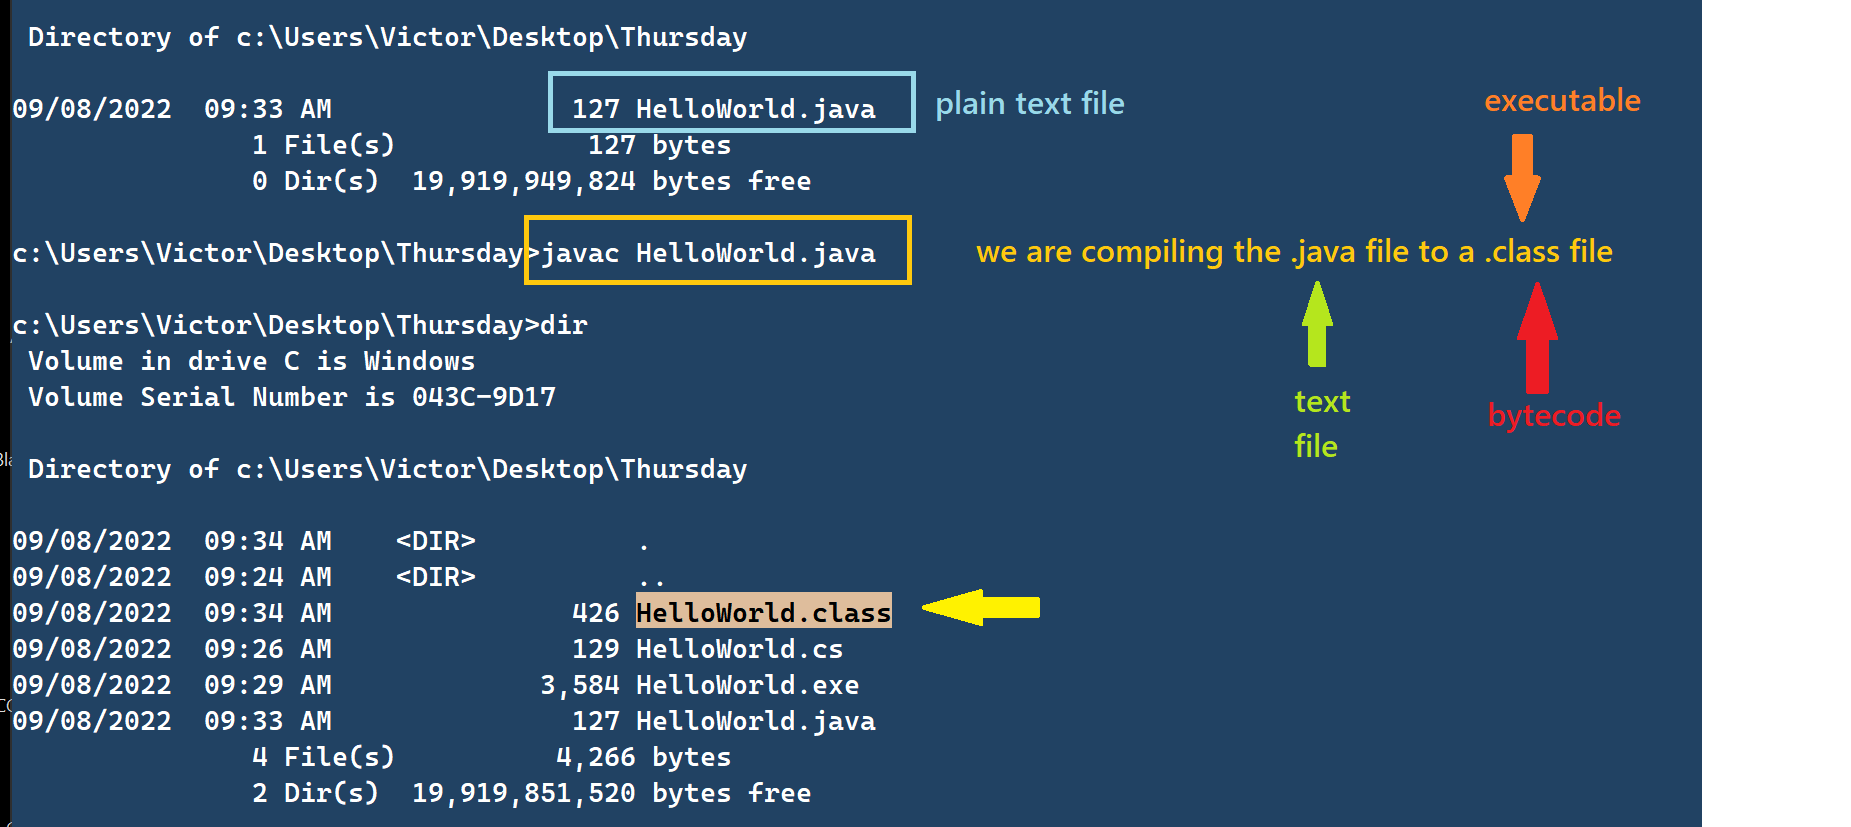 Directory of c:\Users\Victor\Desktop\Thursday
09/08/2022  09:33 AM               127 HelloWorld.java
plain text file
executable
1 File(s)            127 bytes
0 Dir(s)  19,919,949,824 bytes free
c:\Users\Victor\Desktop\Thursday>javac HelloWorld.java
we are compiling the .java file to a .class file
c:\Users\Victor\Desktop\Thursday>dir
Volume in drive C is Windows
Volume Serial Number is 043C-9D17
text
file
bytecode
Directory of c:\Users\Victor\Desktop\Thursday
09/08/2022  09:34 AM    <DIR>          .
09/08/2022  09:24 AM    <DIR>          ..
09/08/2022  09:34 AM               426 HelloWorld.class
09/08/2022  09:26 AM               129 HelloWorld.cs
09/08/2022  09:29 AM             3,584 HelloWorld.exe
09/08/2022  09:33 AM               127 HelloWorld.java
4 File(s)          4,266 bytes
2 Dir(s)  19,919,851,520 bytes free